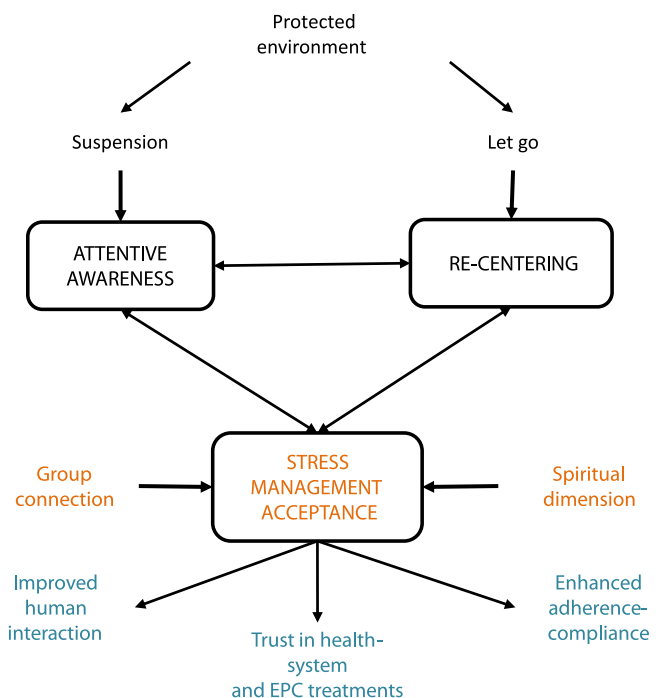 Protected
environment
Suspension
Let go
ATTENTIVE
AWARENESS
RE-CENTERING
Group
connection
STRESS
MANAGEMENT
ACCEPTANCE
Spiritual
dimension
Improved
human
interaction
Trust in health-
system
and EPC treatments
Enhanced
adherence-
compliance